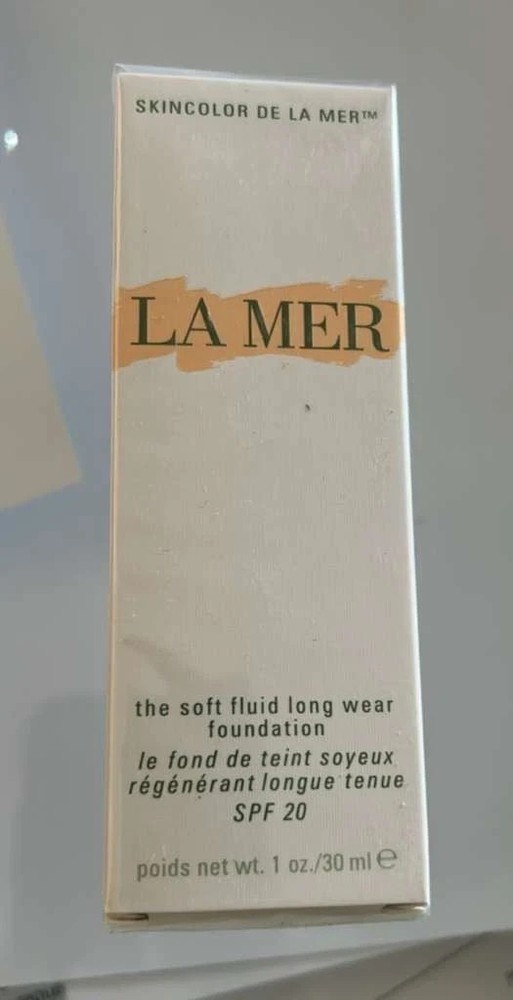 SKINCOLOR DE LA MER™
LA MER
the soft fluid long wear
foundation
le fond de teint soyeux
régénérant longue tenue
SPF 20
poids net wt. 1 oz./30 ml ℮